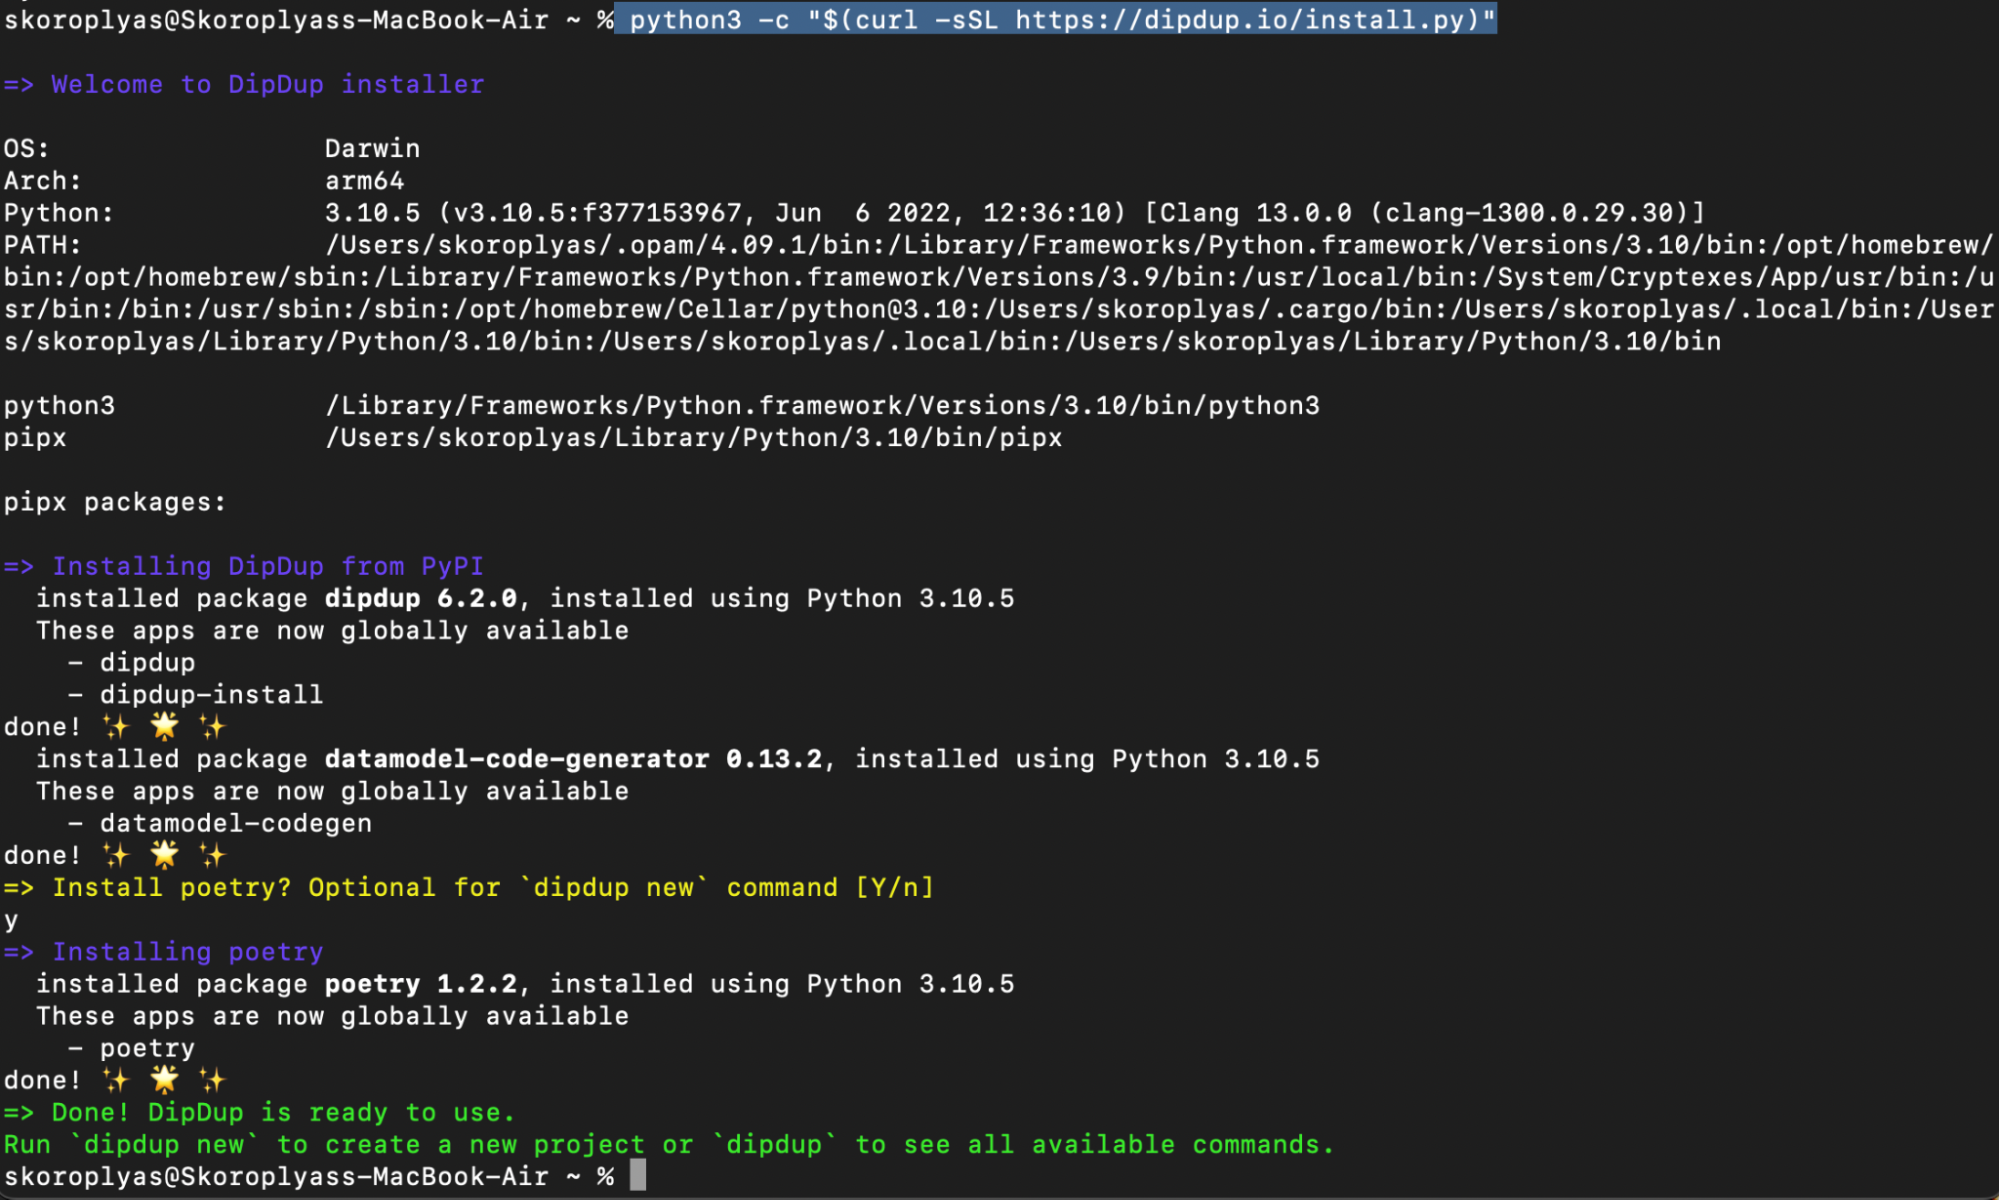 skoroplyas@Skoroplyass-MacBook-Air ~ % python3 -c "$(curl -sSL https://dipdup.io/install.py)"
=> Welcome to DipDup installer
OS: Darwin
Arch: arm64
Python: 3.10.5 (v3.10.5:f377153967, Jun  6 2022, 12:36:10) [Clang 13.0.0 (clang-1300.0.29.30)]
PATH: /Users/skoroplyas/.opam/4.09.1/bin:/Library/Frameworks/Python.framework/Versions/3.10/bin:/opt/homebrew/
bin:/opt/homebrew/sbin:/Library/Frameworks/Python.framework/Versions/3.9/bin:/usr/local/bin:/System/Cryptexes/App/usr/bin:/u
sr/bin:/bin:/usr/sbin:/sbin:/opt/homebrew/Cellar/python@3.10:/Users/skoroplyas/.cargo/bin:/Users/skoroplyas/.local/bin:/User
s/skoroplyas/Library/Python/3.10/bin:/Users/skoroplyas/.local/bin:/Users/skoroplyas/Library/Python/3.10/bin
python3 /Library/Frameworks/Python.framework/Versions/3.10/bin/python3
pipx /Users/skoroplyas/Library/Python/3.10/bin/pipx
pipx packages:
=> Installing DipDup from PyPI
installed package dipdup 6.2.0, installed using Python 3.10.5
These apps are now globally available
- dipdup
- dipdup-install
done! ✨ 🌟 ✨
installed package datamodel-code-generator 0.13.2, installed using Python 3.10.5
These apps are now globally available
- datamodel-codegen
done! ✨ 🌟 ✨
=> Install poetry? Optional for `dipdup new` command [Y/n]
y
=> Installing poetry
installed package poetry 1.2.2, installed using Python 3.10.5
These apps are now globally available
- poetry
done! ✨ 🌟 ✨
=> Done! DipDup is ready to use.
Run `dipdup new` to create a new project or `dipdup` to see all available commands.
skoroplyas@Skoroplyass-MacBook-Air ~ %